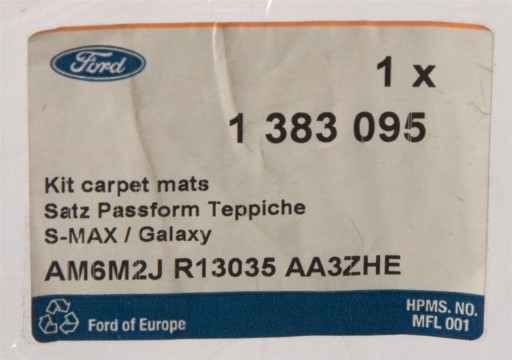 Ford
1 x
1 383 095
Kit carpet mats
Satz Passform Teppiche
S-MAX / Galaxy
AM6M2J R13035 AA3ZHE
Ford of Europe
HPMS. NO.
MFL 001